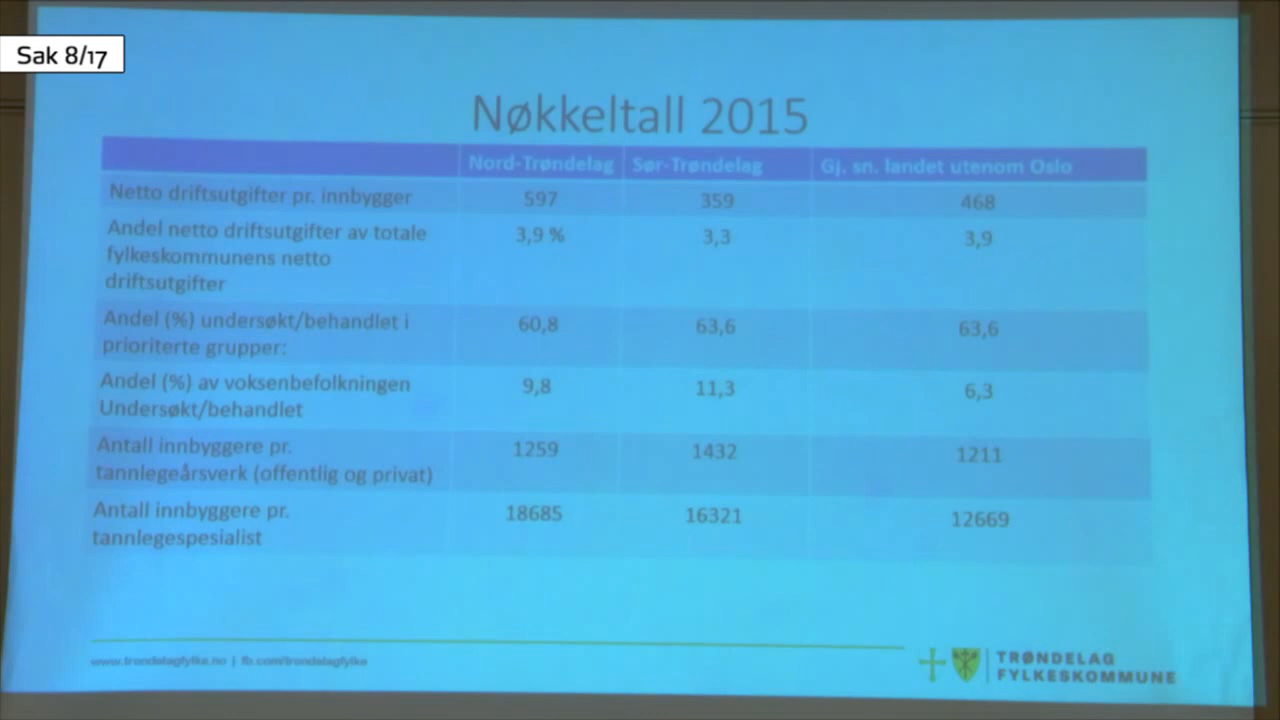 Sak 8/17
Nøkkeltall 2015
Nord-Trøndelag Sør-Trøndelag Gj. sn. landet utenom Oslo
Netto driftsutgifter pr. innbygger 597 359 468
Andel netto driftsutgifter av totale 3,9 % 3,3 3,9
fylkeskommunens netto
driftsutgifter
Andel (%) undersøkt/behandlet i 60,8 63,6 63,6
prioriterte grupper:
Andel (%) av voksenbefolkningen 9,8 11,3 6,3
Undersøkt/behandlet
Antall innbyggere pr. 1259 1432 1211
tannlegeårsverk (offentlig og privat)
Antall innbyggere pr. 18685 16321 12669
tannlegespesialist
www.trondelagfylke.no | fb.com/trondelagfylke
TRØNDELAG
FYLKESKOMMUNE